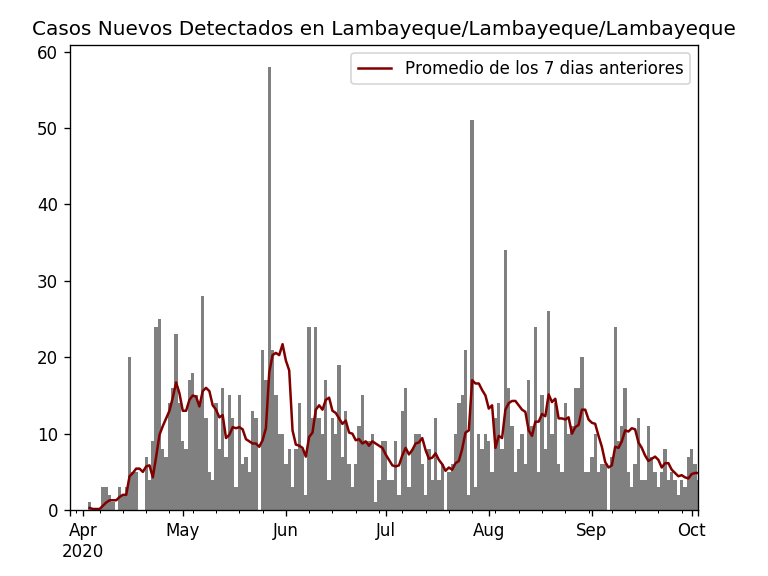 Casos Nuevos Detectados en Lambayeque/Lambayeque/Lambayeque
Promedio de los 7 dias anteriores
60
50
40
30
20
10
0
Apr May Jun Jul Aug Sep Oct
2020